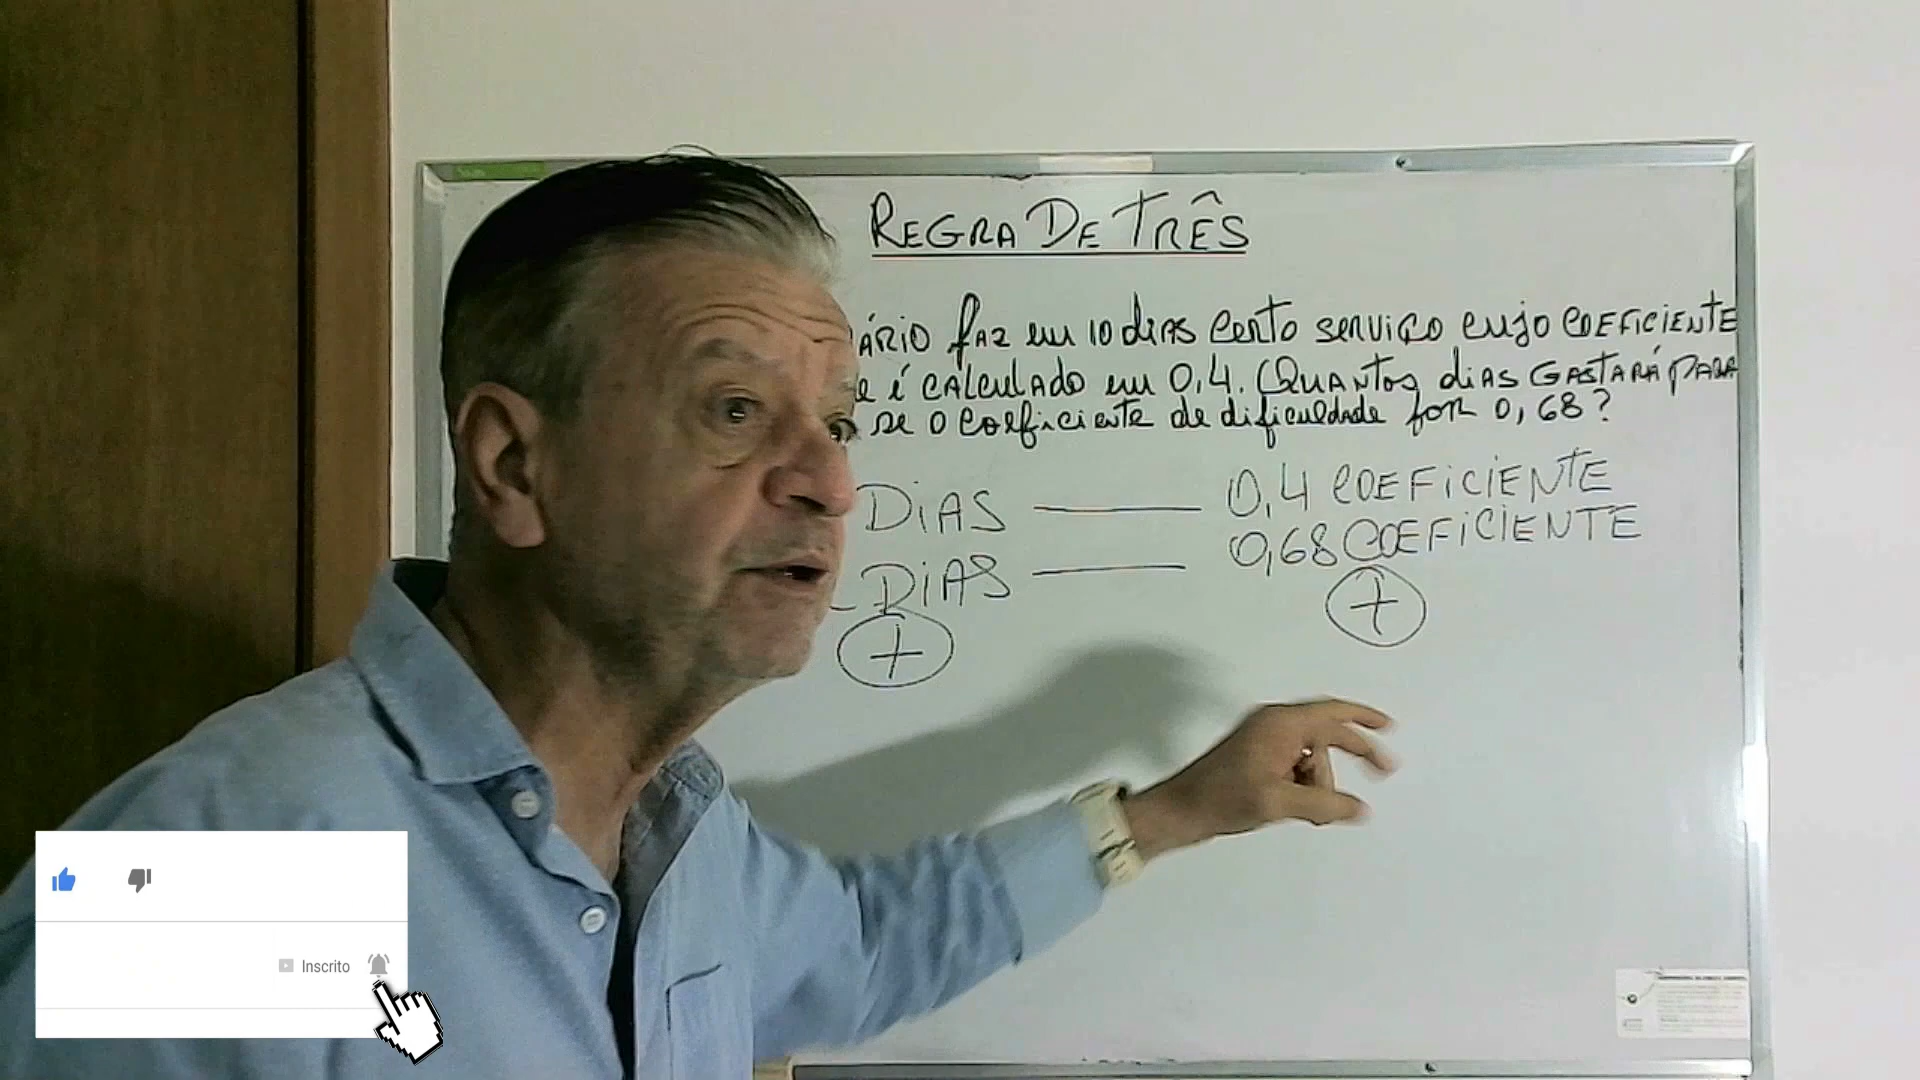 REGRA DE TRÊS
ÁRIO faz em 10 dias certo serviço cujo COEFICIENTE
e é CALCULADO em 0,4. QUANTOS dias GASTARÁ PARA
se o coeficiente de dificuldade for 0,68?
DIAS 0,4 COEFICIENTE
DIAS 0,68 COEFICIENTE
+ +
Inscrito